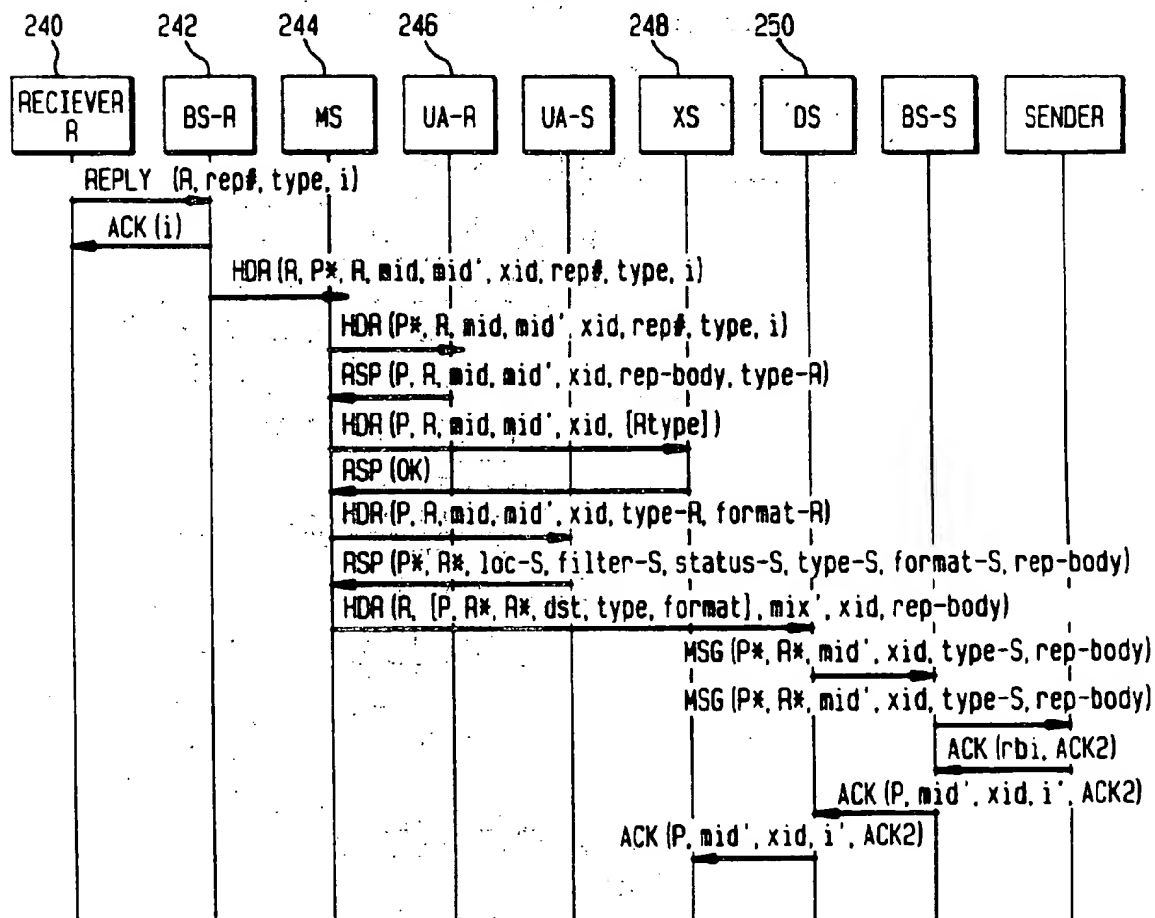 240 242 244 246 248 250
RECIEVER R BS-R MS UA-R UA-S XS DS BS-S SENDER
REPLY (R, rep#, type, i)
ACK (i)
HDR (R, P*, R, mid, mid', xid, rep#, type, i)
HDR (P*, R, mid, mid', xid, rep#, type, i)
RSP (P, R, mid, mid', xid, rep-body, type-R)
HDR (P, R, mid, mid', xid, [Rtype])
RSP (OK)
HDR (P, R, mid, mid', xid, type-R, format-R)
RSP (P*, R*, loc-S, filter-S, status-S, type-S, format-S, rep-body)
HDR (R, [P, R*, R*, dst, type, format], mix', xid, rep-body)
MSG (P*, R*, mid', xid, type-S, rep-body)
MSG (P*, R*, mid', xid, type-S, rep-body)
ACK (rbi, ACK2)
ACK (P, mid', xid, i', ACK2)
ACK (P, mid', xid, i', ACK2)